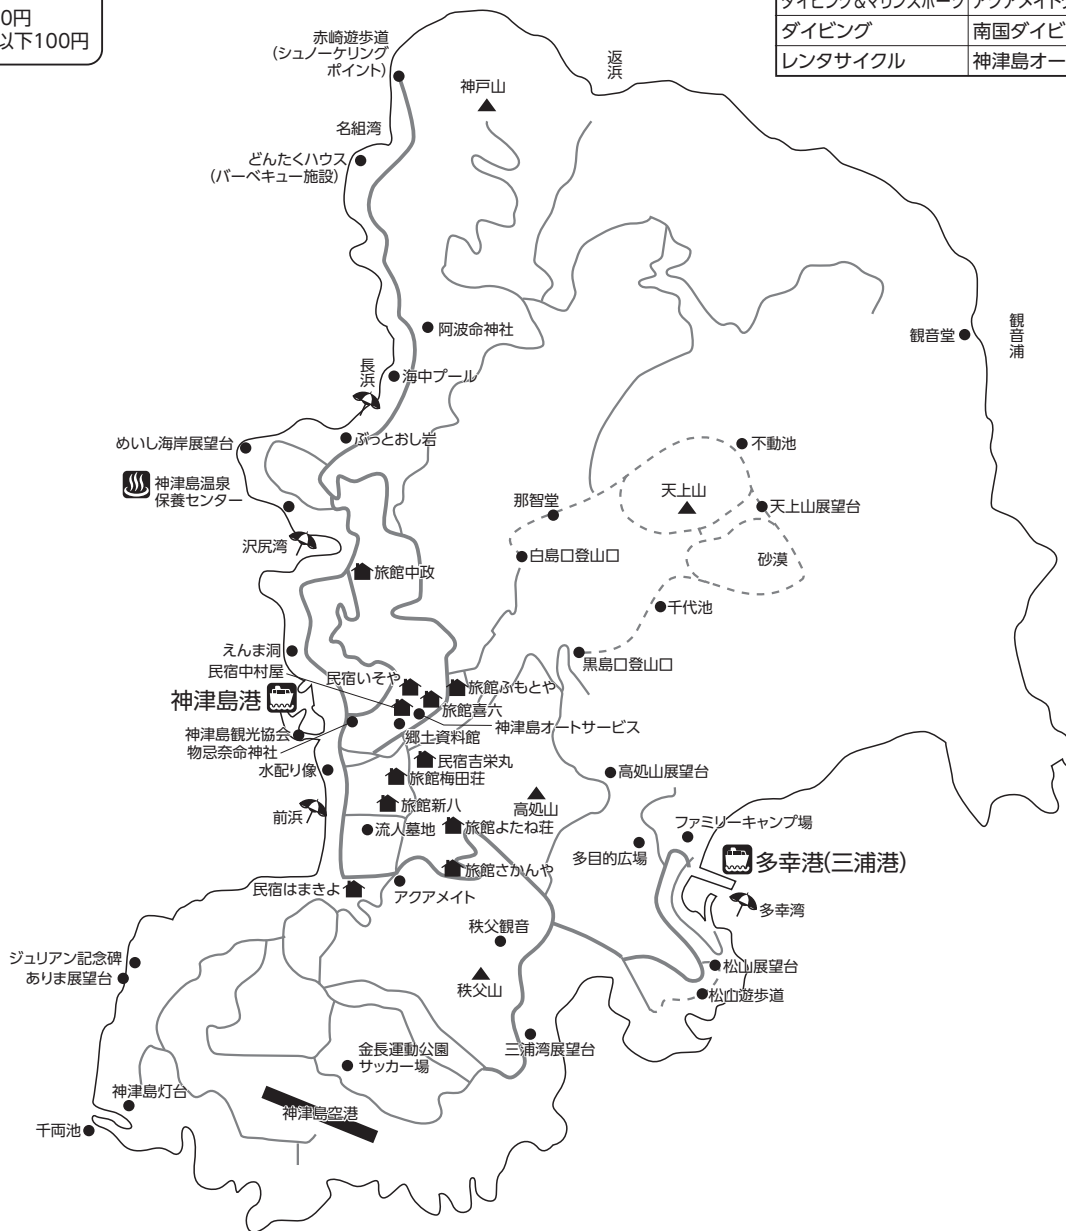 0円
以下100円
ダイビング&マリンスポーツ
ダイビング
南国ダイビ
レンタサイクル
神津島オー
赤崎遊歩道
(シュノーケリング
ポイント)
返浜
神戸山
名組湾
どんたくハウス
(バーベキュー施設)
阿波命神社
観音堂
観音浦
長浜
海中プール
めいし海岸展望台
ぶっとおし岩
不動池
神津島温泉
保養センター
天上山
那智堂
天上山展望台
沢尻湾
白島口登山口
砂漠
旅館中政
千代池
えんま洞
民宿中村屋
民宿いそや
黒島口登山口
旅館ふもとや
神津島港
旅館喜六
神津島オートサービス
神津島観光協会
物忌奈命神社
郷土資料館
水配り像
民宿吉栄丸
旅館梅田荘
高処山展望台
前浜
旅館新八
高処山
流人墓地
旅館よたね荘
ファミリーキャンプ場
多目的広場
多幸港(三浦港)
旅館さかんや
民宿はまきよ
アクアメイト
多幸湾
秩父観音
ジュリアン記念碑
ありま展望台
松山展望台
秩父山
松山遊歩道
三浦湾展望台
金長運動公園
サッカー場
神津島灯台
神津島空港
千両池